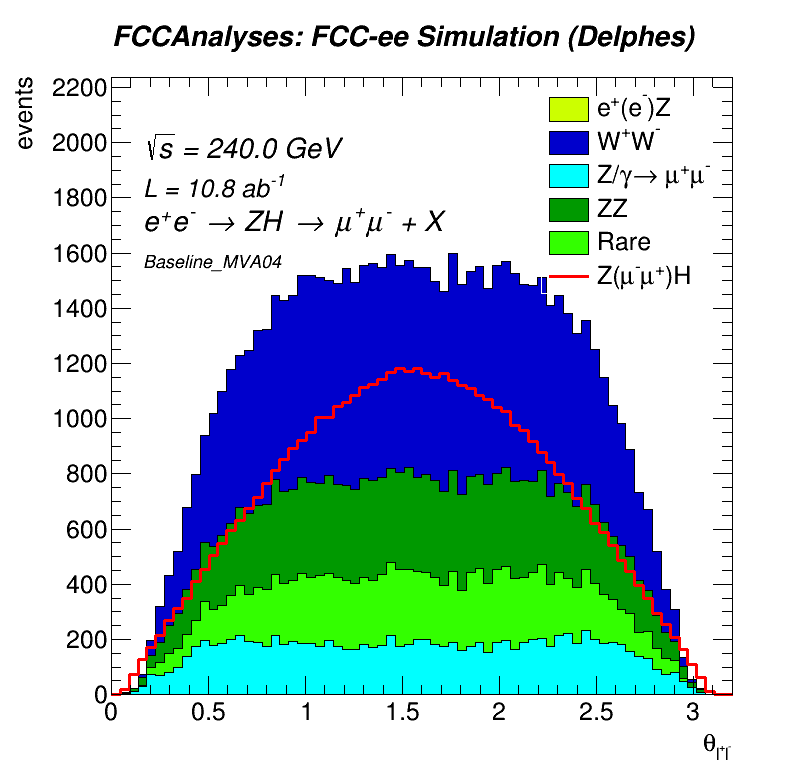 FCCAnalyses: FCC-ee Simulation (Delphes)
events
2200
2000
1800
1600
1400
1200
1000
800
600
400
200
0
√s = 240.0 GeV
L = 10.8 ab⁻¹
e⁺e⁻ → ZH → μ⁺μ⁻ + X
Baseline_MVA04
e⁺(e⁻)Z
W⁺W⁻
Z/γ→ μ⁺μ⁻
ZZ
Rare
Z(μ⁻μ⁺)H
0 0.5 1 1.5 2 2.5 3
θ_l⁺l⁻